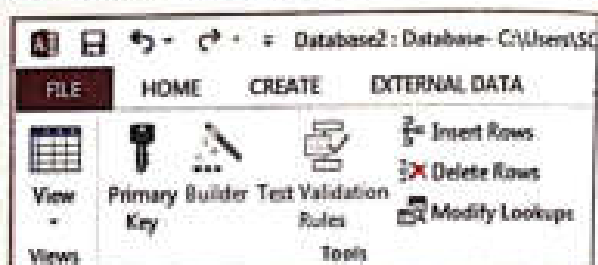 Database2 : Database- C:\Users\SC
FILE HOME CREATE EXTERNAL DATA
View Primary Key Builder Test Validation Rules Insert Rows
Delete Rows
Modify Lookups
Views Tools